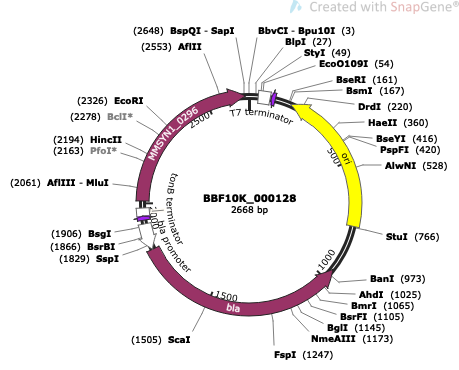 Created with SnapGene®
(2648) BspQI - SapI
(2553) AflII
BbvCI - Bpu10I (3)
BlpI (27)
StyI (49)
EcoO109I (54)
BseRI (161)
BsmI (167)
DrdI (220)
HaeII (360)
BseYI (416)
PspFI (420)
AlwNI (528)
StuI (766)
BanI (973)
AhdI (1025)
BmrI (1065)
BsrFI (1105)
BglI (1145)
NmeAIII (1173)
FspI (1247)
(1505) ScaI
(1829) SspI
(1866) BsrBI
(1906) BsgI
(2061) AflIII - MluI
(2163) PfoI*
(2194) HincII
(2278) BclI*
(2326) EcoRI
MMSYN1_0296
T7 terminator
ori
bla
bla promoter
tonB terminator
500
1000
1500
2000
2500
BBF10K_000128
2668 bp